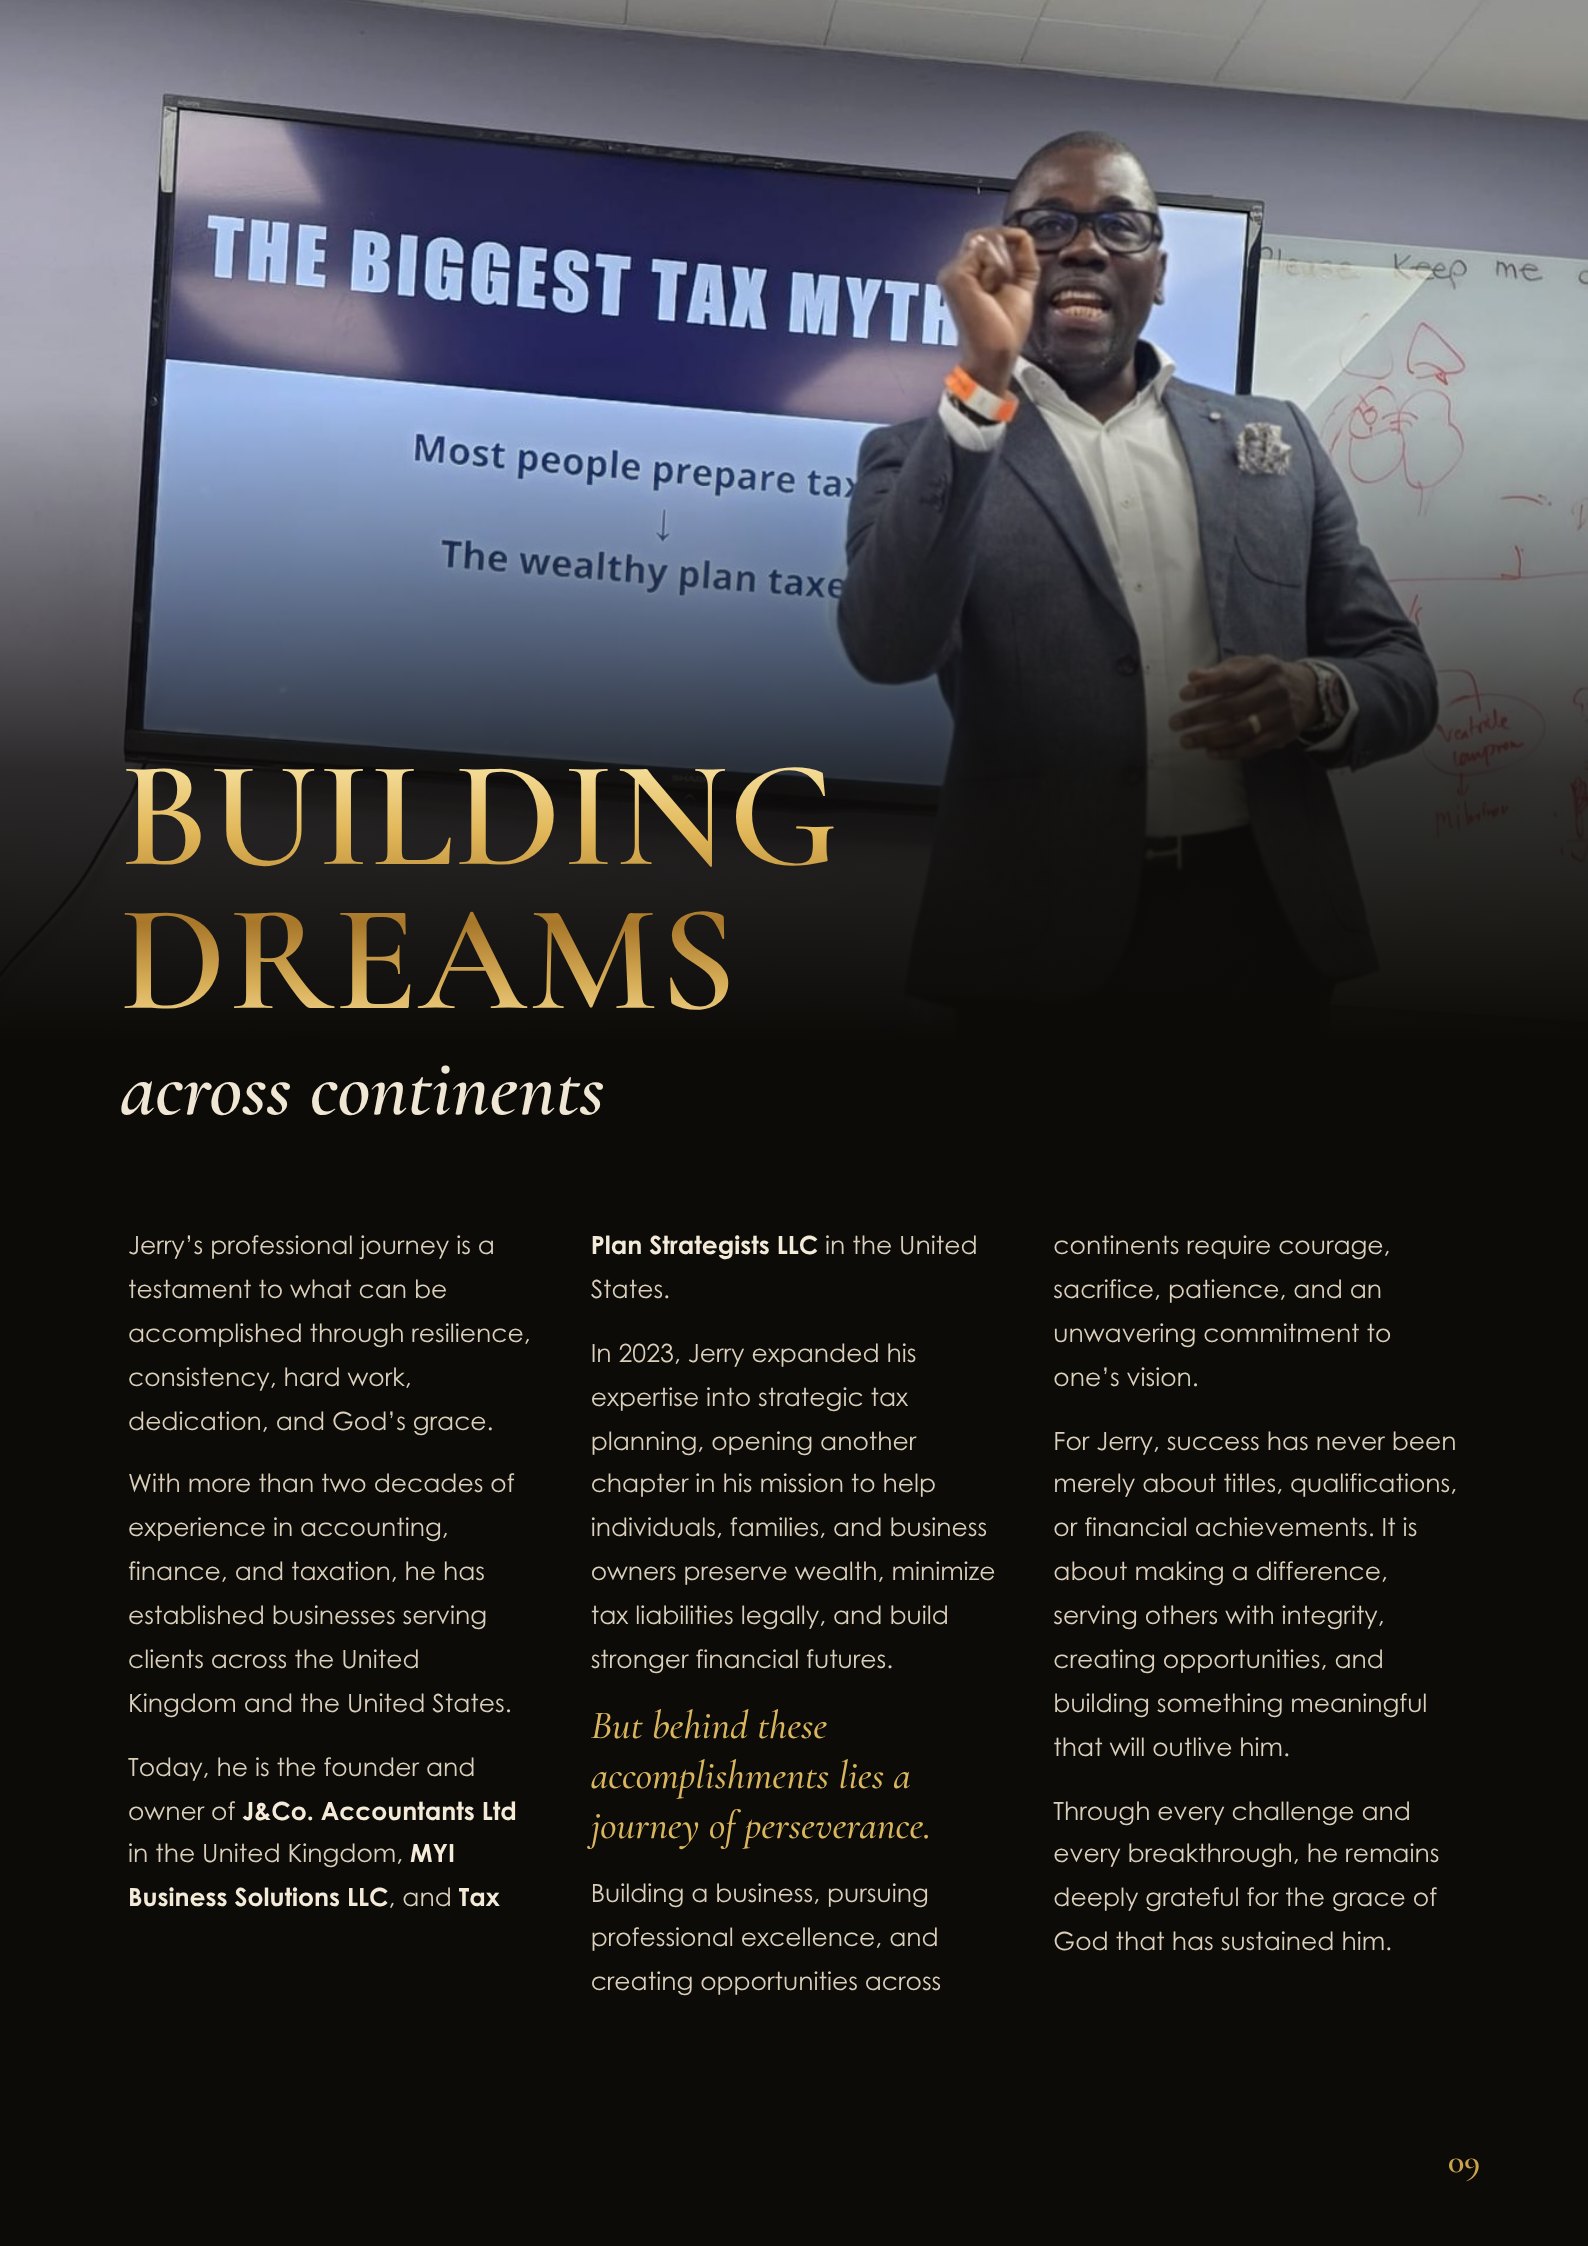 THE BIGGEST TAX MYTH
Most people prepare tax
↓
The wealthy plan taxe
Please Keep me
BUILDING
DREAMS
across continents
Jerry’s professional journey is a
testament to what can be
accomplished through resilience,
consistency, hard work,
dedication, and God’s grace.
With more than two decades of
experience in accounting,
finance, and taxation, he has
established businesses serving
clients across the United
Kingdom and the United States.
Today, he is the founder and
owner of J&Co. Accountants Ltd
in the United Kingdom, MYI
Business Solutions LLC, and Tax
Plan Strategists LLC in the United
States.
In 2023, Jerry expanded his
expertise into strategic tax
planning, opening another
chapter in his mission to help
individuals, families, and business
owners preserve wealth, minimize
tax liabilities legally, and build
stronger financial futures.
But behind these
accomplishments lies a
journey of perseverance.
Building a business, pursuing
professional excellence, and
creating opportunities across
continents require courage,
sacrifice, patience, and an
unwavering commitment to
one’s vision.
For Jerry, success has never been
merely about titles, qualifications,
or financial achievements. It is
about making a difference,
serving others with integrity,
creating opportunities, and
building something meaningful
that will outlive him.
Through every challenge and
every breakthrough, he remains
deeply grateful for the grace of
God that has sustained him.
09